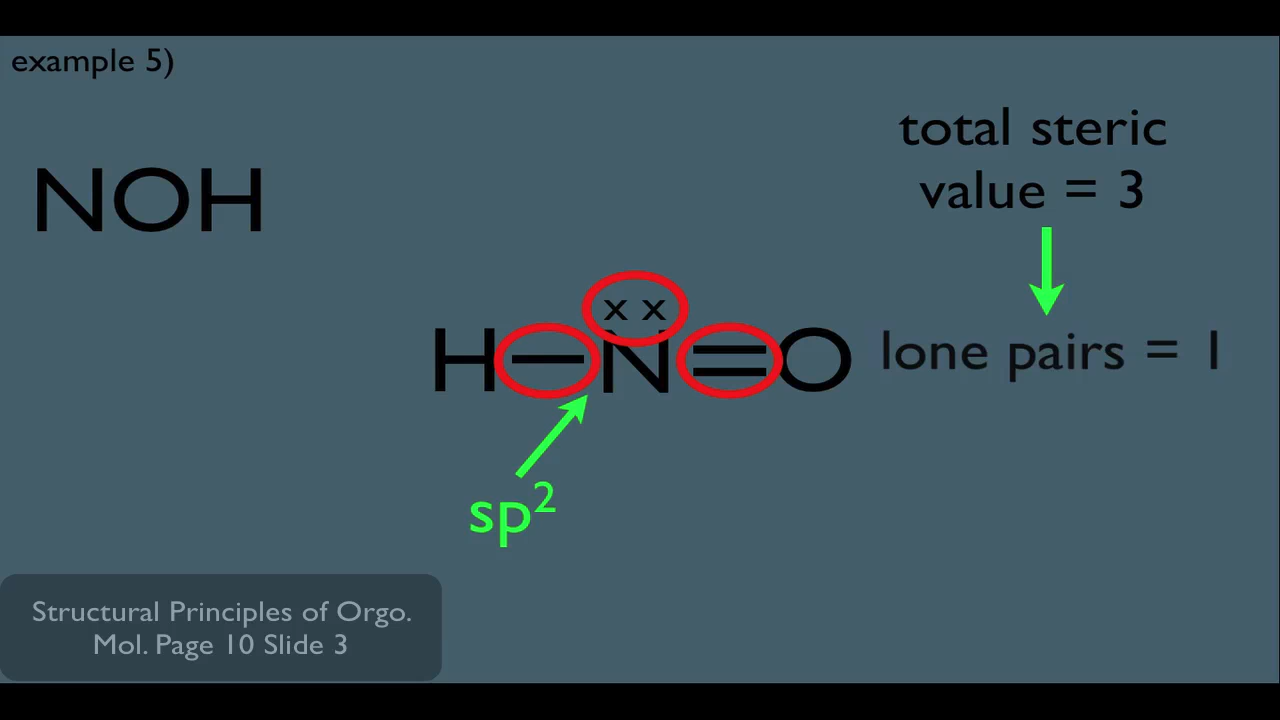 example 5)
total steric
value = 3
NOH
x x
H–N=O
lone pairs = 1
sp²
Structural Principles of Orgo.
Mol. Page 10 Slide 3